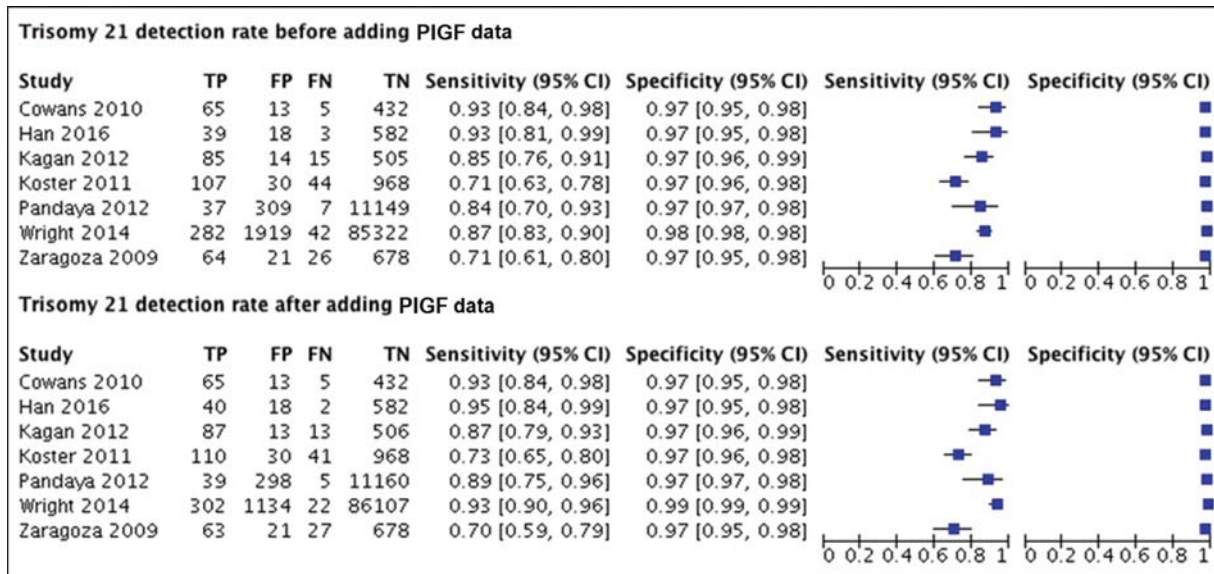 Trisomy 21 detection rate before adding PIGF data
Study TP FP FN TN Sensitivity (95% CI) Specificity (95% CI) Sensitivity (95% CI) Specificity (95% CI)
Cowans 2010 65 13 5 432 0.93 [0.84, 0.98] 0.97 [0.95, 0.98]
Han 2016 39 18 3 582 0.93 [0.81, 0.99] 0.97 [0.95, 0.98]
Kagan 2012 85 14 15 505 0.85 [0.76, 0.91] 0.97 [0.96, 0.99]
Koster 2011 107 30 44 968 0.71 [0.63, 0.78] 0.97 [0.96, 0.98]
Pandaya 2012 37 309 7 11149 0.84 [0.70, 0.93] 0.97 [0.97, 0.98]
Wright 2014 282 1919 42 85322 0.87 [0.83, 0.90] 0.98 [0.98, 0.98]
Zaragoza 2009 64 21 26 678 0.71 [0.61, 0.80] 0.97 [0.95, 0.98]
0 0.2 0.4 0.6 0.8 1 0 0.2 0.4 0.6 0.8 1
Trisomy 21 detection rate after adding PIGF data
Study TP FP FN TN Sensitivity (95% CI) Specificity (95% CI) Sensitivity (95% CI) Specificity (95% CI)
Cowans 2010 65 13 5 432 0.93 [0.84, 0.98] 0.97 [0.95, 0.98]
Han 2016 40 18 2 582 0.95 [0.84, 0.99] 0.97 [0.95, 0.98]
Kagan 2012 87 13 13 506 0.87 [0.79, 0.93] 0.97 [0.96, 0.99]
Koster 2011 110 30 41 968 0.73 [0.65, 0.80] 0.97 [0.96, 0.98]
Pandaya 2012 39 298 5 11160 0.89 [0.75, 0.96] 0.97 [0.97, 0.98]
Wright 2014 302 1134 22 86107 0.93 [0.90, 0.96] 0.99 [0.99, 0.99]
Zaragoza 2009 63 21 27 678 0.70 [0.59, 0.79] 0.97 [0.95, 0.98]
0 0.2 0.4 0.6 0.8 1 0 0.2 0.4 0.6 0.8 1